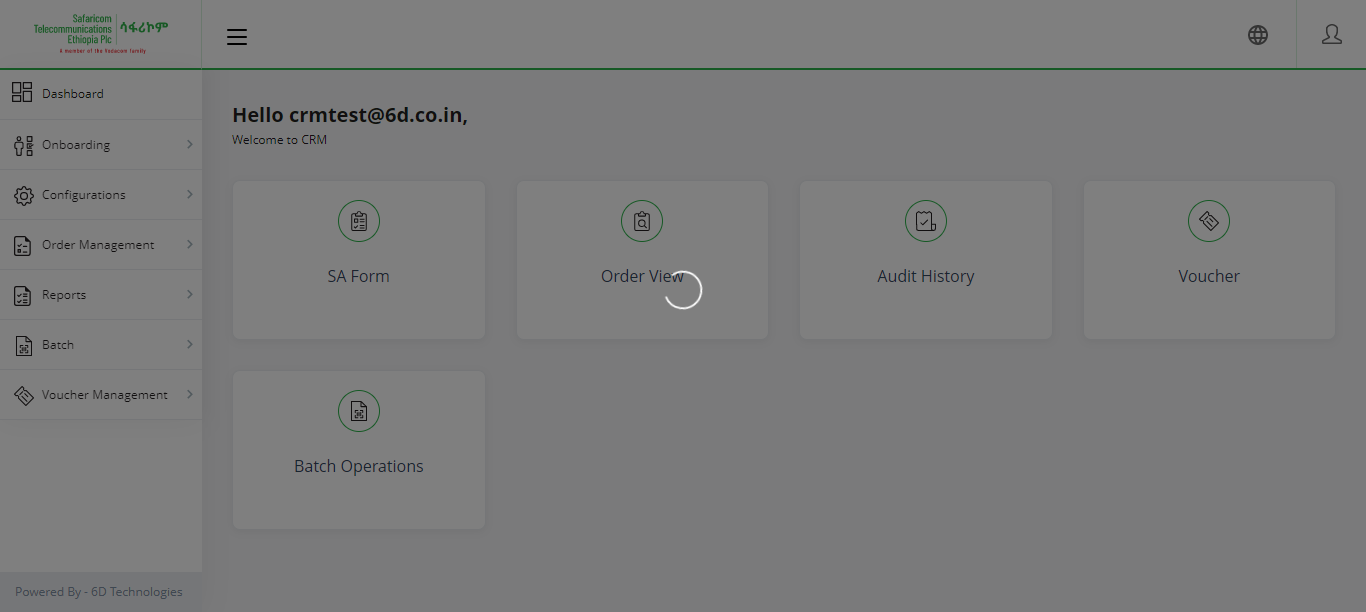 Safaricom
Telecommunications
Ethiopia Plc
ሳፋሪኮም
A member of the Vodacom family
Dashboard
Onboarding
Configurations
Order Management
Reports
Batch
Voucher Management
Powered By - 6D Technologies
Hello crmtest@6d.co.in,
Welcome to CRM
SA Form
Order View
Audit History
Voucher
Batch Operations